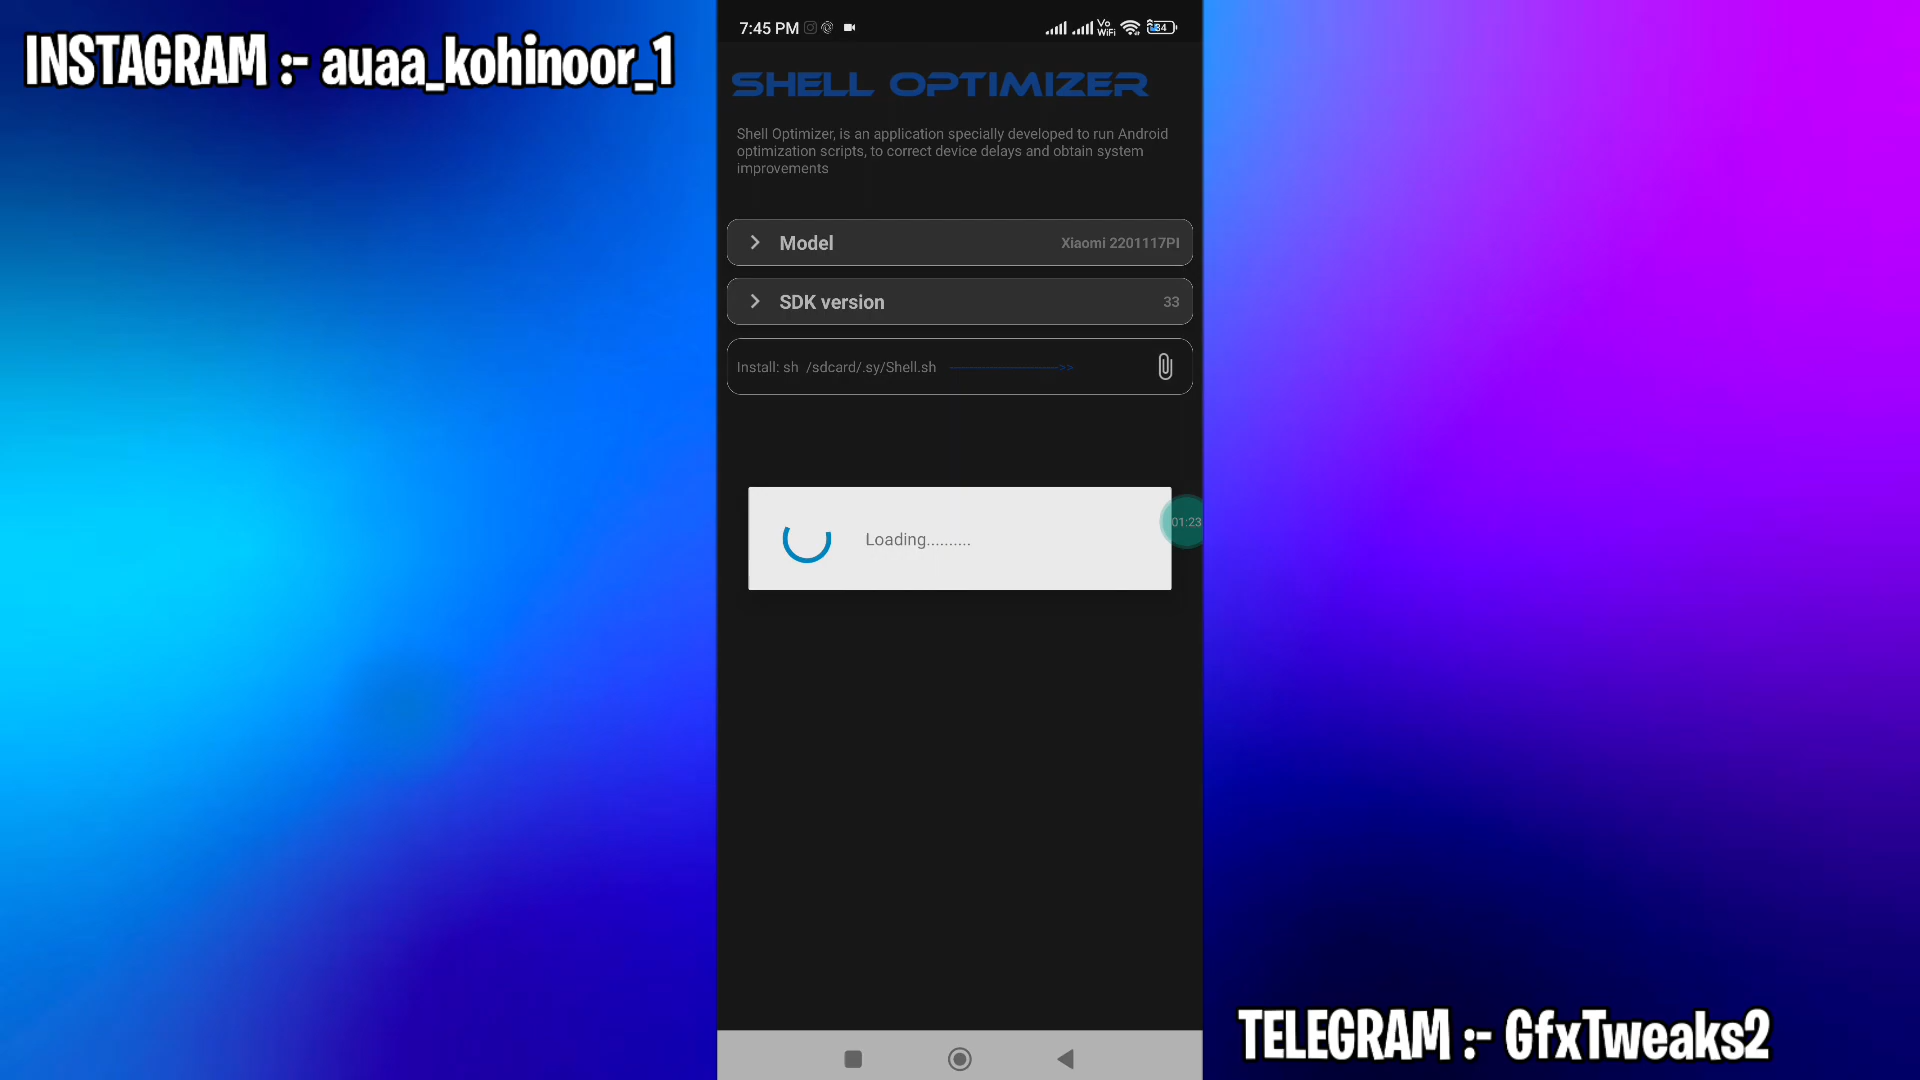 INSTAGRAM :- auaa_kohinoor_1
7:45 PM
Vo
WiFi
84
SHELL OPTIMIZER
Shell Optimizer, is an application specially developed to run Android
optimization scripts, to correct device delays and obtain system
improvements
Model
Xiaomi 2201117PI
SDK version
33
Install: sh /sdcard/.sy/Shell.sh ——————>>
Loading..........
01:23
TELEGRAM :- GfxTweaks2